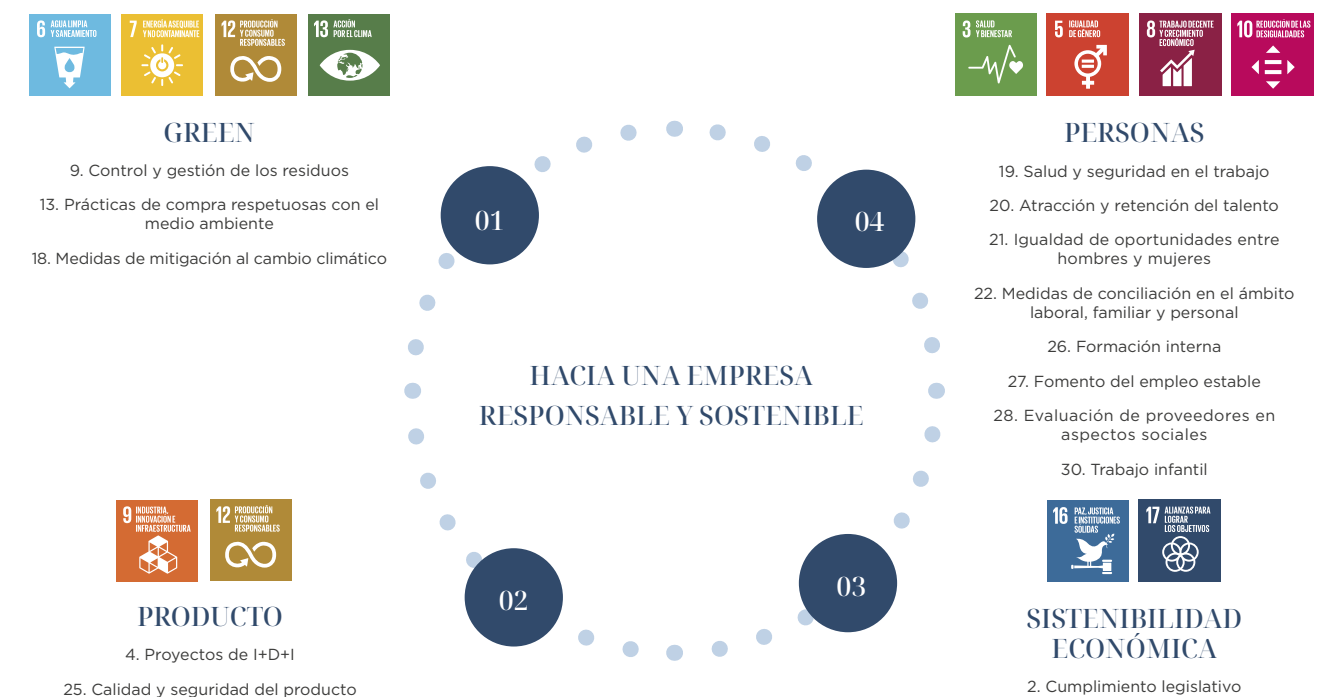 6 AGUA LIMPIA
Y SANEAMIENTO
7 ENERGÍA ASEQUIBLE
Y NO CONTAMINANTE
12 PRODUCCIÓN
Y CONSUMO
RESPONSABLES
13 ACCIÓN
POR EL CLIMA
GREEN
9. Control y gestión de los residuos
13. Prácticas de compra respetuosas con el
medio ambiente
18. Medidas de mitigación al cambio climático
3 SALUD
Y BIENESTAR
5 IGUALDAD
DE GÉNERO
8 TRABAJO DECENTE
Y CRECIMIENTO
ECONÓMICO
10 REDUCCIÓN DE LAS
DESIGUALDADES
PERSONAS
19. Salud y seguridad en el trabajo
20. Atracción y retención del talento
21. Igualdad de oportunidades entre
hombres y mujeres
22. Medidas de conciliación en el ámbito
laboral, familiar y personal
26. Formación interna
27. Fomento del empleo estable
28. Evaluación de proveedores en
aspectos sociales
30. Trabajo infantil
01
04
HACIA UNA EMPRESA
RESPONSABLE Y SOSTENIBLE
02
03
9 INDUSTRIA,
INNOVACION E
INFRAESTRUCTURA
12 PRODUCCIÓN
Y CONSUMO
RESPONSABLES
PRODUCTO
4. Proyectos de I+D+I
25. Calidad y seguridad del producto
16 PAZ, JUSTICIA
E INSTITUCIONES
SOLIDAS
17 ALIANZAS PARA
LOGRAR
LOS OBJETIVOS
SISTENIBILIDAD
ECONÓMICA
2. Cumplimiento legislativo